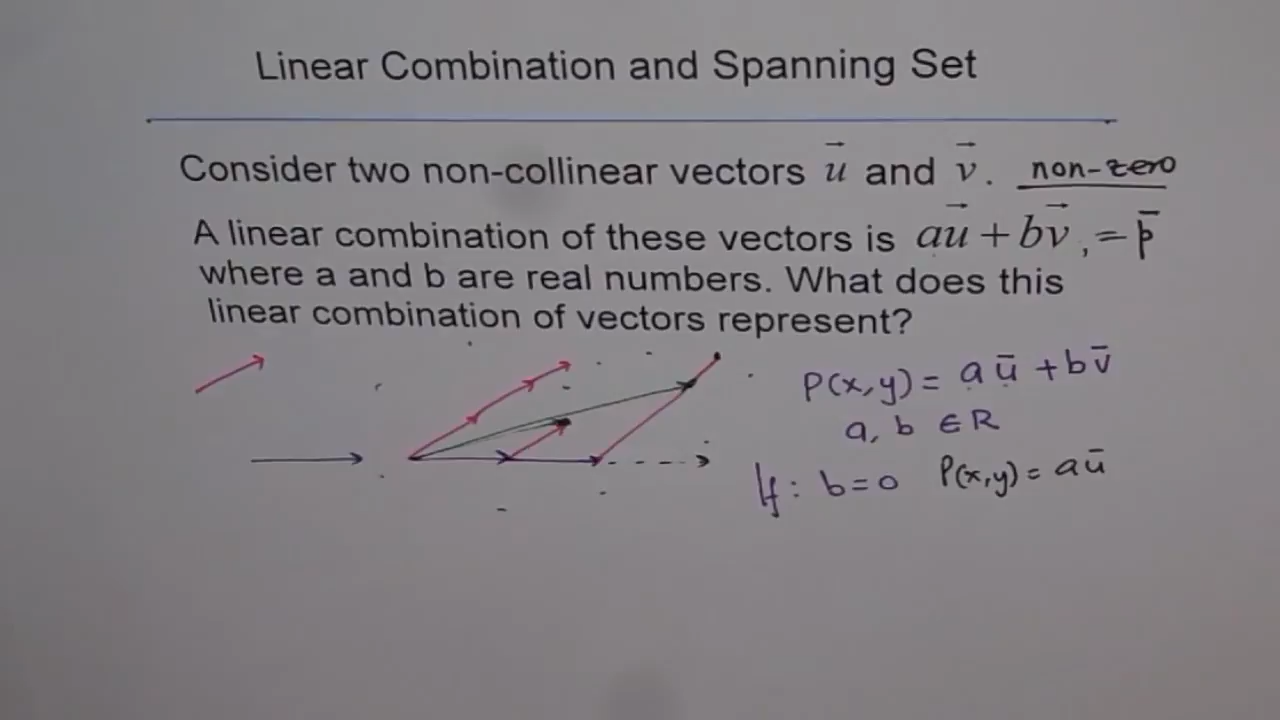 Linear Combination and Spanning Set
Consider two non-collinear vectors u⃗ and v⃗. non-zero
A linear combination of these vectors is au⃗ + bv⃗, = p̄
where a and b are real numbers. What does this
linear combination of vectors represent?
P(x,y) = aū + bv̄
a, b ∈ R
If : b = 0 P(x,y) = aū